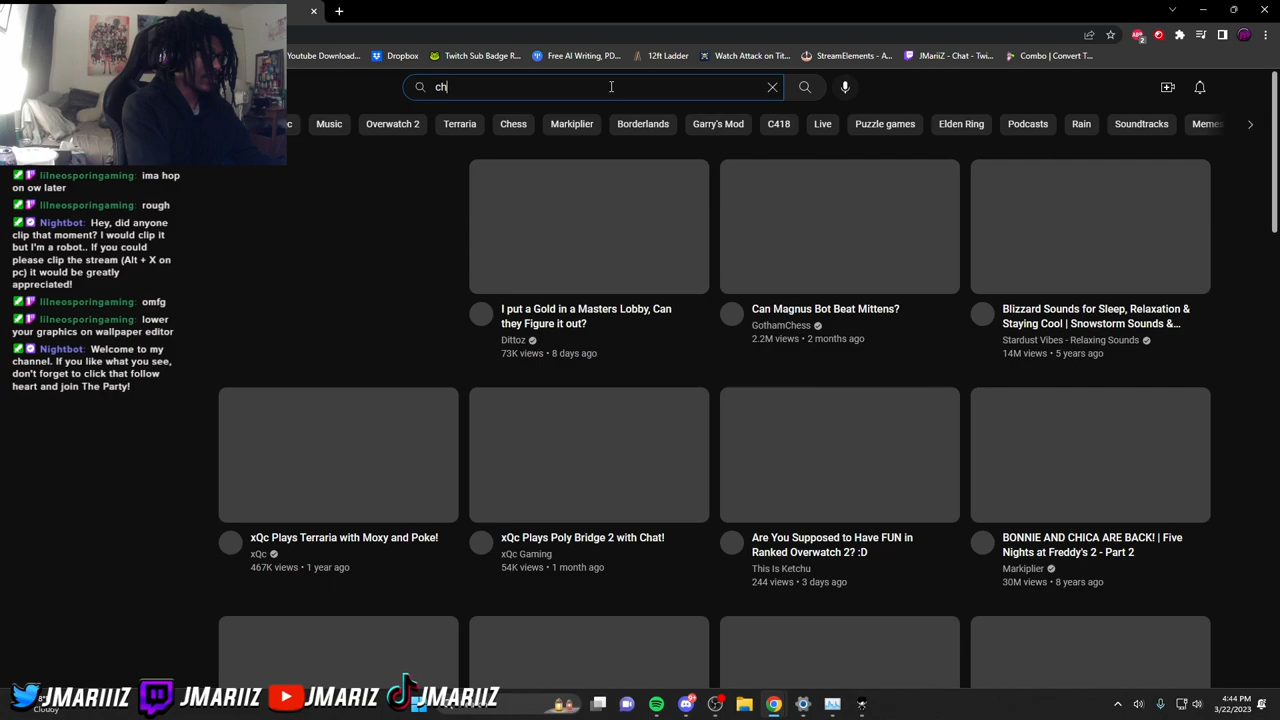 Youtube Download...
Dropbox
Twitch Sub Badge R...
Free AI Writing, PD...
12ft Ladder
Watch Attack on Tit...
StreamElements - A...
JMariiZ - Chat - Twi...
Combo | Convert T...
ch
Music
Overwatch 2
Terraria
Chess
Markiplier
Borderlands
Garry's Mod
C418
Live
Puzzle games
Elden Ring
Podcasts
Rain
Soundtracks
Memes
lilneosporingaming: ima hop
on ow later
lilneosporingaming: rough
Nightbot: Hey, did anyone
clip that moment? I would clip it
but I'm a robot.. If you could
please clip the stream (Alt + X on
pc) it would be greatly
appreciated!
lilneosporingaming: omfg
lilneosporingaming: lower
your graphics on wallpaper editor
Nightbot: Welcome to my
channel. If you like what you see,
don't forget to click that follow
heart and join The Party!
I put a Gold in a Masters Lobby, Can
they Figure it out?
Dittoz
73K views • 8 days ago
Can Magnus Bot Beat Mittens?
GothamChess
2.2M views • 2 months ago
Blizzard Sounds for Sleep, Relaxation &
Staying Cool | Snowstorm Sounds &...
Stardust Vibes - Relaxing Sounds
14M views • 5 years ago
xQc Plays Terraria with Moxy and Poke!
xQc
467K views • 1 year ago
xQc Plays Poly Bridge 2 with Chat!
xQc Gaming
54K views • 1 month ago
Are You Supposed to Have FUN in
Ranked Overwatch 2? :D
This Is Ketchu
244 views • 3 days ago
BONNIE AND CHICA ARE BACK! | Five
Nights at Freddy's 2 - Part 2
Markiplier
30M views • 8 years ago
JMARIIIZ
JMARIIZ
JMARIZ
JMARIIZ
Cloudy
4:44 PM
3/22/2023